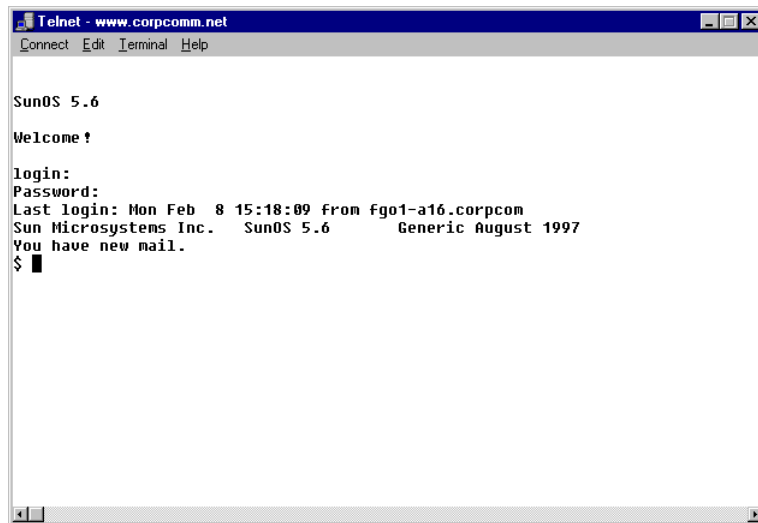 Telnet - www.corpcomm.net
Connect Edit Terminal Help
SunOS 5.6
Welcome!
login:
Password:
Last login: Mon Feb  8 15:18:09 from fgo1-a16.corpcom
Sun Microsystems Inc.   SunOS 5.6       Generic August 1997
You have new mail.
$